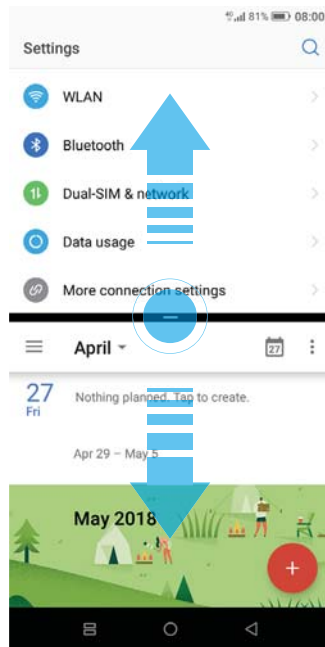 4G 81% 08:00
Settings
WLAN
Bluetooth
Dual-SIM & network
Data usage
More connection settings
April
27
27
Fri
Nothing planned. Tap to create.
Apr 29 – May 5
May 2018